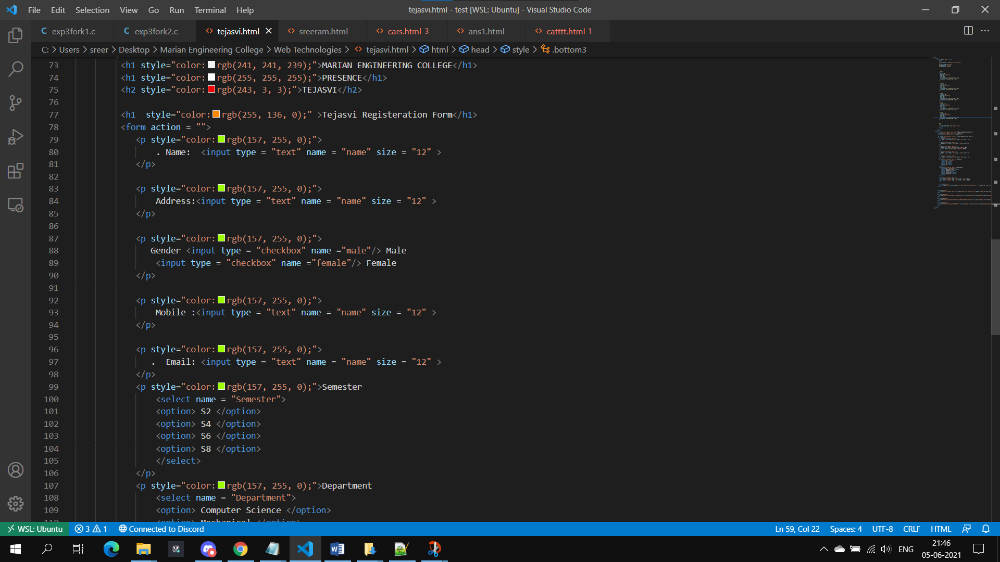 File Edit Selection View Go Run Terminal Help
tejasvi.html - test [WSL: Ubuntu] - Visual Studio Code
C exp3fork1.c C exp3fork2.c <> tejasvi.html <> sreeram.html <> cars.html 3 <> ans1.html <> catttt.html 1
C: > Users > sreer > Desktop > Marian Engineering College > Web Technologies > <> tejasvi.html > html > head > style > .bottom3
73 <h1 style="color: rgb(241, 241, 239);">MARIAN ENGINEERING COLLEGE</h1>
74 <h1 style="color: rgb(255, 255, 255);">PRESENCE</h1>
75 <h2 style="color: rgb(243, 3, 3);">TEJASVI</h2>
76
77 <h1  style="color: rgb(255, 136, 0);" >Tejasvi Registeration Form</h1>
78 <form action = "">
79 <p style="color: rgb(157, 255, 0);">
80 . Name:  <input type = "text" name = "name" size = "12" >
81 </p>
82
83 <p style="color: rgb(157, 255, 0);">
84 Address:<input type = "text" name = "name" size = "12" >
85 </p>
86
87 <p style="color: rgb(157, 255, 0);">
88 Gender <input type = "checkbox" name ="male"/> Male
89 <input type = "checkbox" name ="female"/> Female
90 </p>
91
92 <p style="color: rgb(157, 255, 0);">
93 Mobile :<input type = "text" name = "name" size = "12" >
94 </p>
95
96 <p style="color: rgb(157, 255, 0);">
97 .  Email: <input type = "text" name = "name" size = "12" >
98 </p>
99 <p style="color: rgb(157, 255, 0);">Semester
100 <select name = "Semester">
101 <option> S2 </option>
102 <option> S4 </option>
103 <option> S6 </option>
104 <option> S8 </option>
105 </select>
106 </p>
107 <p style="color: rgb(157, 255, 0);">Department
108 <select name = "Department">
109 <option> Computer Science </option>
110 <option> Mechanical </option>
WSL: Ubuntu 3 1 Connected to Discord Ln 59, Col 22 Spaces: 4 UTF-8 CRLF HTML
ENG
21:46
05-06-2021